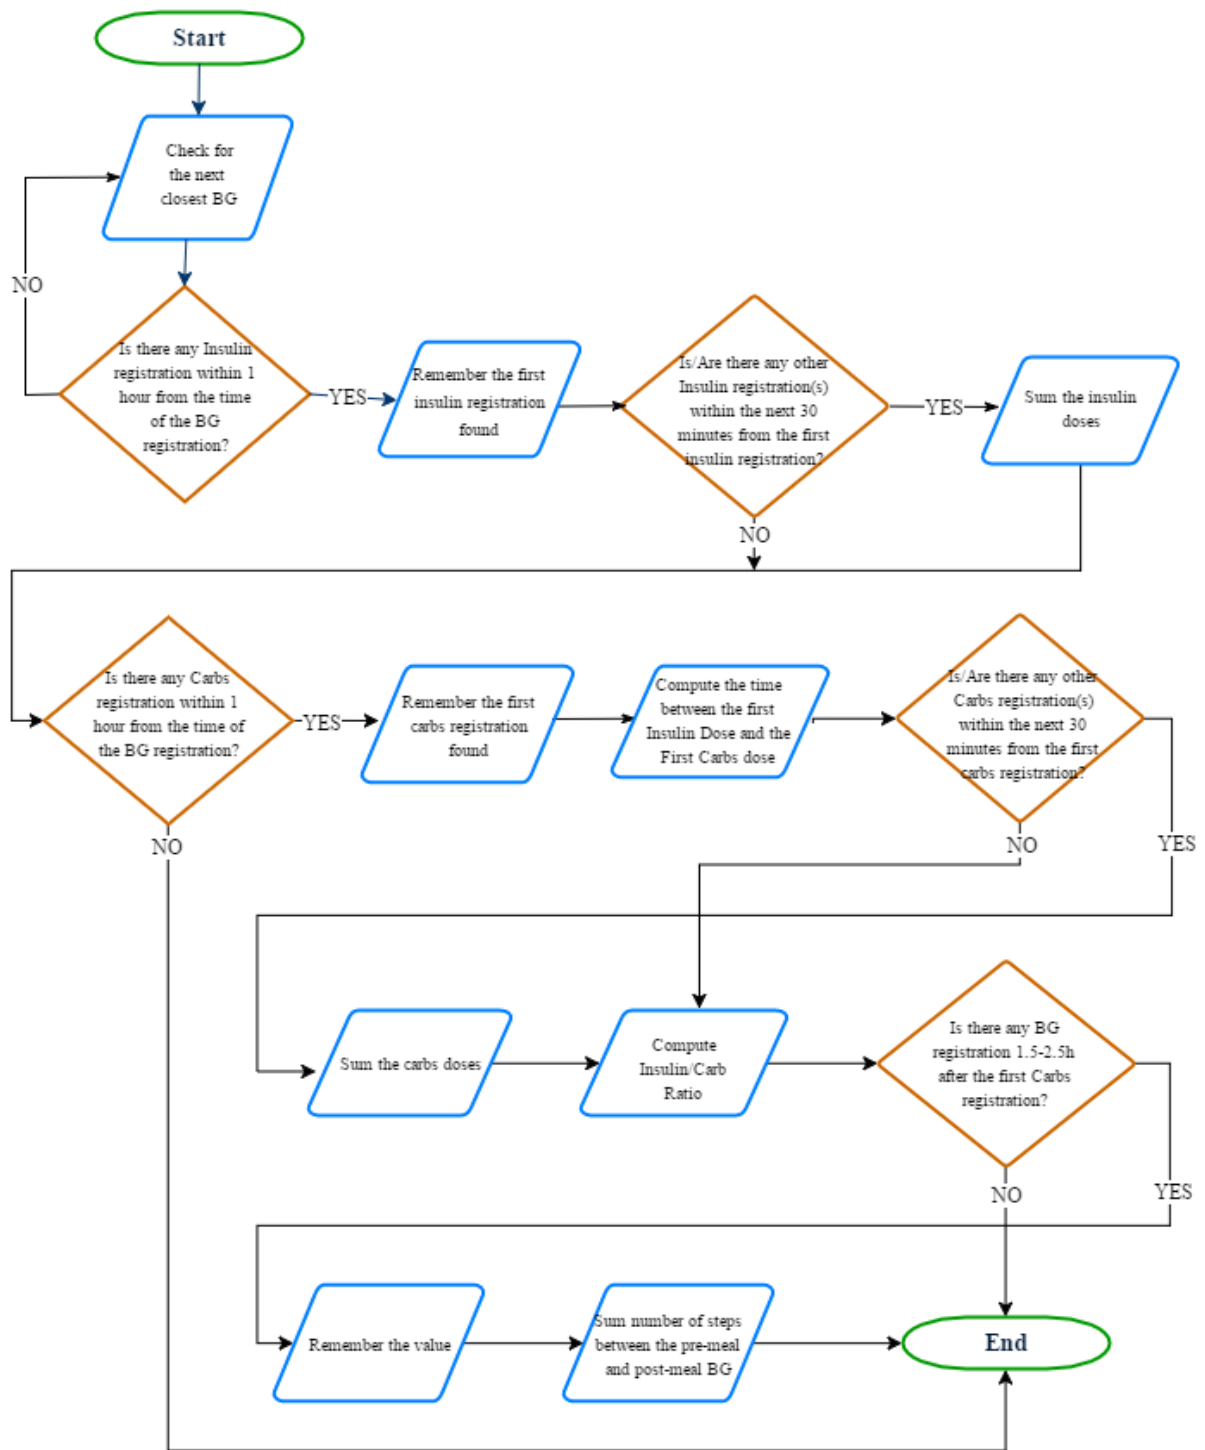 Start
Check for
the next
closest BG
NO
Is there any Insulin
registration within 1
hour from the time
of the BG
registration?
YES
Remember the first
insulin registration
found
Is/Are there any other
Insulin registration(s)
within the next 30
minutes from the first
insulin registration?
YES
Sum the insulin
doses
NO
Is there any Carbs
registration within 1
hour from the time of
the BG registration?
YES
Remember the first
carbs registration
found
Compute the time
between the first
Insulin Dose and the
First Carbs dose
Is/Are there any other
Carbs registration(s)
within the next 30
minutes from the first
carbs registration?
NO
NO
YES
Sum the carbs doses
Compute
Insulin/Carb
Ratio
Is there any BG
registration 1.5-2.5h
after the first Carbs
registration?
NO
YES
Remember the value
Sum number of steps
between the pre-meal
and post-meal BG
End